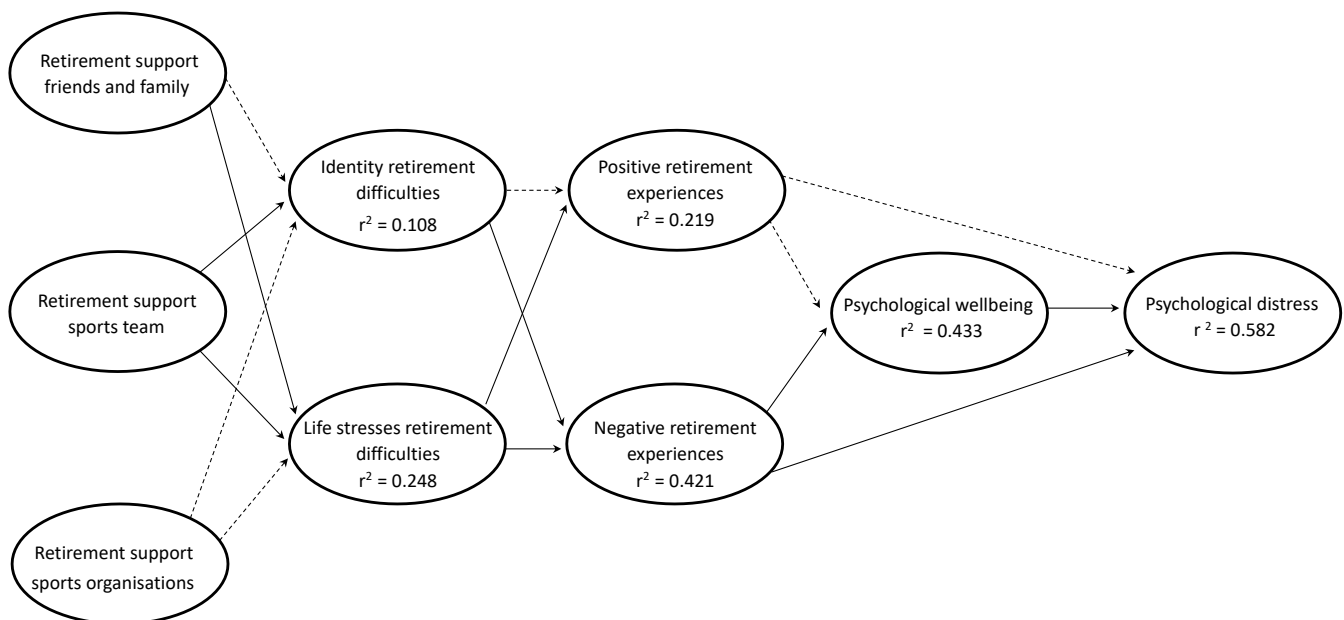 Retirement support
friends and family
Identity retirement
difficulties
r² = 0.108
Positive retirement
experiences
r² = 0.219
Retirement support
sports team
Psychological wellbeing
r² = 0.433
Psychological distress
r ² = 0.582
Life stresses retirement
difficulties
r² = 0.248
Negative retirement
experiences
r² = 0.421
Retirement support
sports organisations